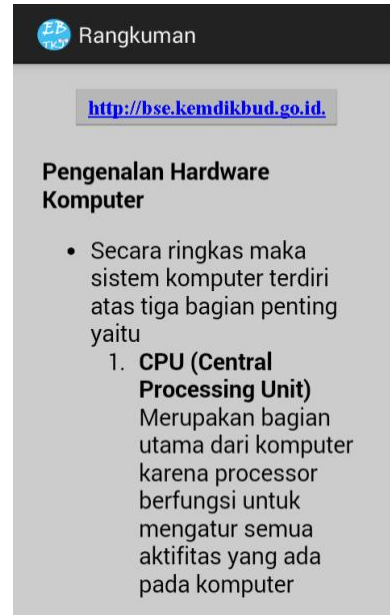 EB
TKJ
Rangkuman
http://bse.kemdikbud.go.id.
Pengenalan Hardware
Komputer
• Secara ringkas maka
sistem komputer terdiri
atas tiga bagian penting
yaitu
1. CPU (Central
Processing Unit)
Merupakan bagian
utama dari komputer
karena processor
berfungsi untuk
mengatur semua
aktifitas yang ada
pada komputer